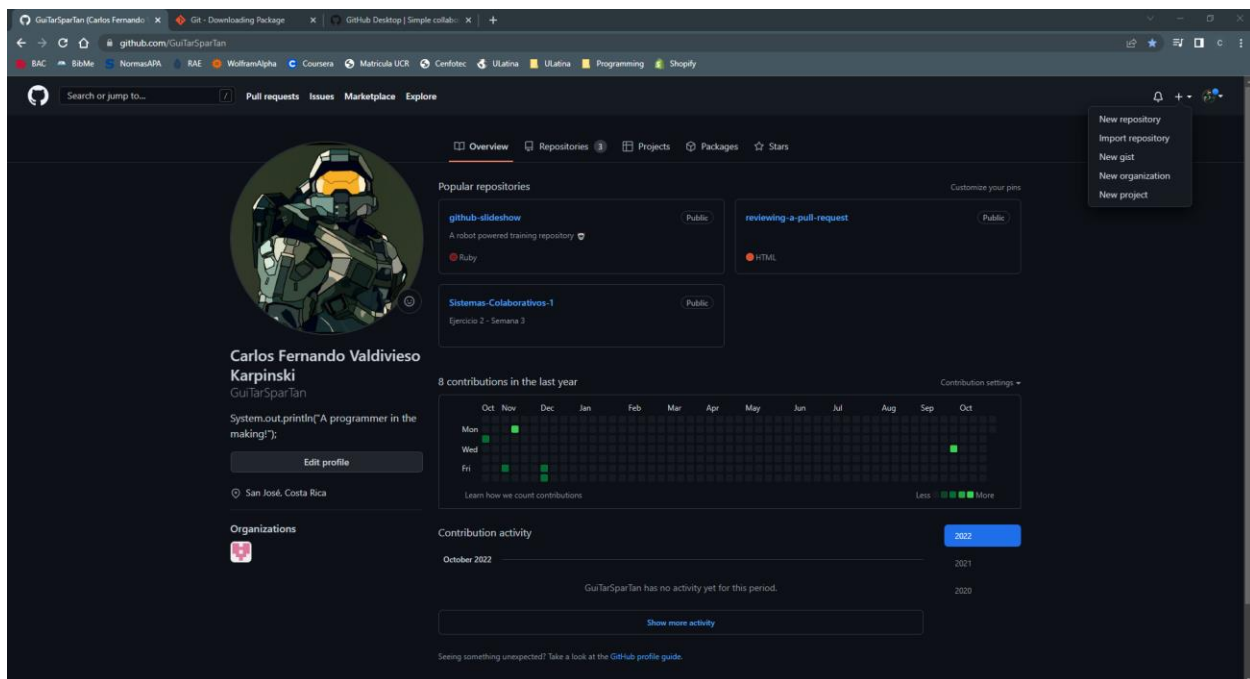 GuiTarSparTan (Carlos Fernando
Git - Downloading Package
GitHub Desktop | Simple collabo
github.com/GuiTarSparTan
BAC BibMe NormasAPA RAE WolframAlpha Coursera Matricula UCR Cenfotec ULatina ULatina Programming Shopify
Search or jump to... / Pull requests Issues Marketplace Explore
New repository
Import repository
New gist
New organization
New project
Overview Repositories 3 Projects Packages Stars
Popular repositories Customize your pins
github-slideshow Public
A robot powered training repository
Ruby
reviewing-a-pull-request Public
HTML
Sistemas-Colaborativos-1 Public
Ejercicio 2 - Semana 3
Carlos Fernando Valdivieso
Karpinski
GuiTarSparTan
System.out.println("A programmer in the
making!");
Edit profile
San José, Costa Rica
Organizations
8 contributions in the last year Contribution settings
Oct Nov Dec Jan Feb Mar Apr May Jun Jul Aug Sep Oct
Mon
Wed
Fri
Learn how we count contributions Less More
Contribution activity
2022
2021
2020
October 2022
GuiTarSparTan has no activity yet for this period.
Show more activity
Seeing something unexpected? Take a look at the GitHub profile guide.